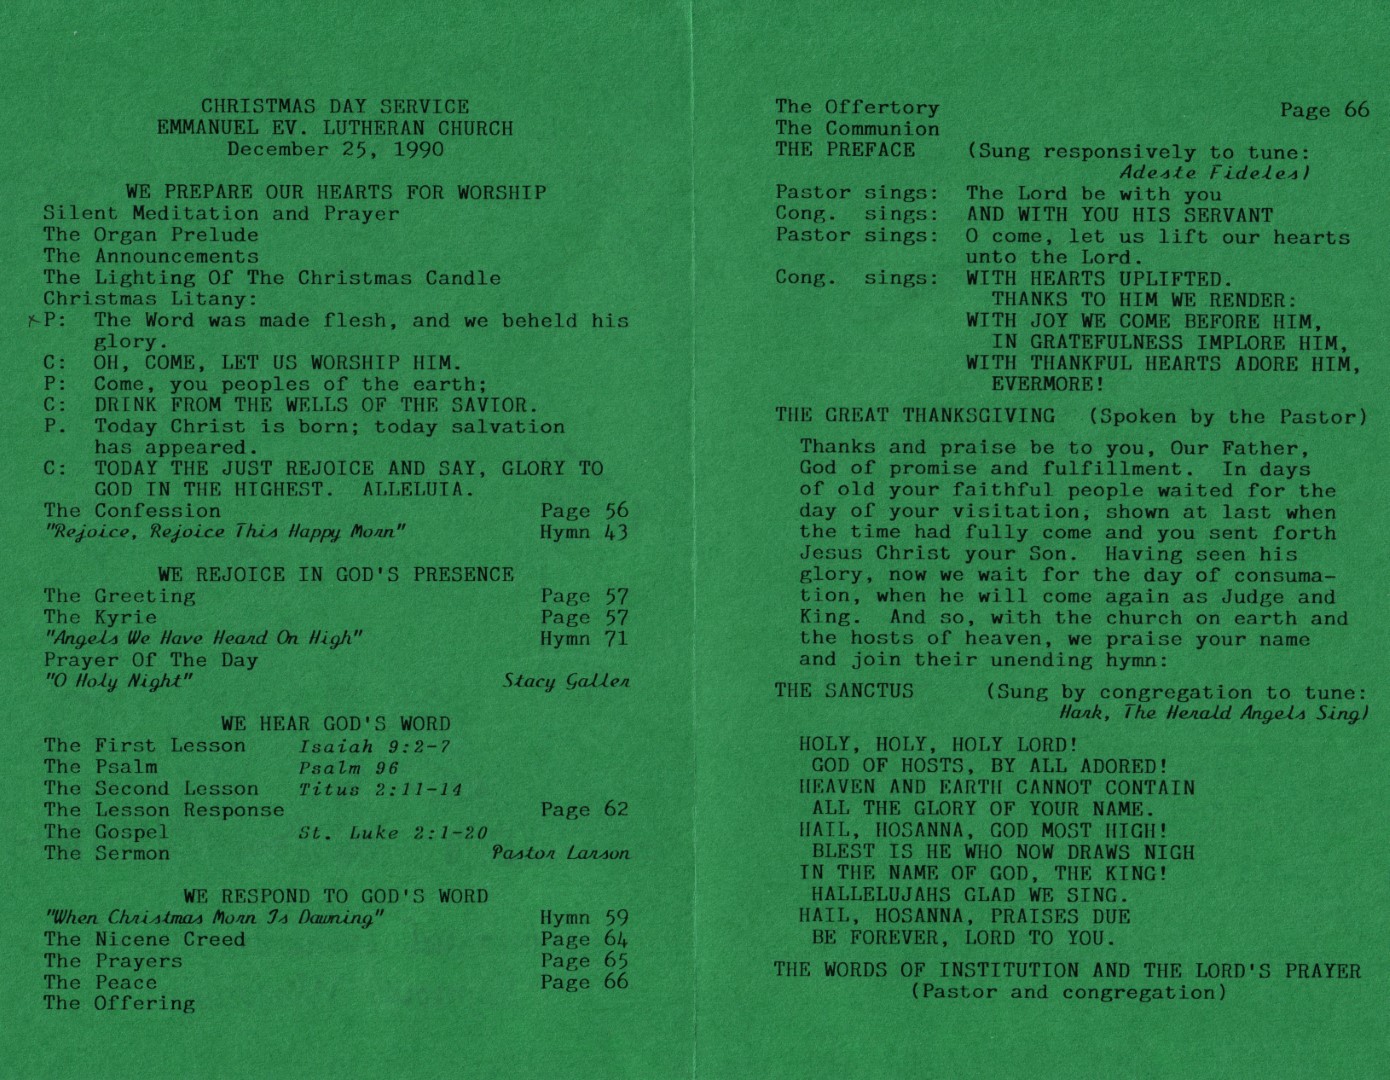 CHRISTMAS DAY SERVICE
EMMANUEL EV. LUTHERAN CHURCH
December 25, 1990
WE PREPARE OUR HEARTS FOR WORSHIP
Silent Meditation and Prayer
The Organ Prelude
The Announcements
The Lighting Of The Christmas Candle
Christmas Litany:
P: The Word was made flesh, and we beheld his
glory.
C: OH, COME, LET US WORSHIP HIM.
P: Come, you peoples of the earth;
C: DRINK FROM THE WELLS OF THE SAVIOR.
P. Today Christ is born; today salvation
has appeared.
C: TODAY THE JUST REJOICE AND SAY, GLORY TO
GOD IN THE HIGHEST. ALLELUIA.
The Confession Page 56
"Rejoice, Rejoice This Happy Morn" Hymn 43
WE REJOICE IN GOD'S PRESENCE
The Greeting Page 57
The Kyrie Page 57
"Angels We Have Heard On High" Hymn 71
Prayer Of The Day
"O Holy Night" Stacy Galler
WE HEAR GOD'S WORD
The First Lesson Isaiah 9:2-7
The Psalm Psalm 96
The Second Lesson Titus 2:11-14
The Lesson Response Page 62
The Gospel St. Luke 2:1-20
The Sermon Pastor Larson
WE RESPOND TO GOD'S WORD
"When Christmas Morn Is Dawning" Hymn 59
The Nicene Creed Page 64
The Prayers Page 65
The Peace Page 66
The Offering
The Offertory Page 66
The Communion
THE PREFACE (Sung responsively to tune:
Adeste Fideles)
Pastor sings: The Lord be with you
Cong. sings: AND WITH YOU HIS SERVANT
Pastor sings: O come, let us lift our hearts
unto the Lord.
Cong. sings: WITH HEARTS UPLIFTED.
THANKS TO HIM WE RENDER:
WITH JOY WE COME BEFORE HIM,
IN GRATEFULNESS IMPLORE HIM,
WITH THANKFUL HEARTS ADORE HIM,
EVERMORE!
THE GREAT THANKSGIVING (Spoken by the Pastor)
Thanks and praise be to you, Our Father,
God of promise and fulfillment. In days
of old your faithful people waited for the
day of your visitation, shown at last when
the time had fully come and you sent forth
Jesus Christ your Son. Having seen his
glory, now we wait for the day of consuma-
tion, when he will come again as Judge and
King. And so, with the church on earth and
the hosts of heaven, we praise your name
and join their unending hymn:
THE SANCTUS (Sung by congregation to tune:
Hark, The Herald Angels Sing)
HOLY, HOLY, HOLY LORD!
GOD OF HOSTS, BY ALL ADORED!
HEAVEN AND EARTH CANNOT CONTAIN
ALL THE GLORY OF YOUR NAME.
HAIL, HOSANNA, GOD MOST HIGH!
BLEST IS HE WHO NOW DRAWS NIGH
IN THE NAME OF GOD, THE KING!
HALLELUJAHS GLAD WE SING.
HAIL, HOSANNA, PRAISES DUE
BE FOREVER, LORD TO YOU.
THE WORDS OF INSTITUTION AND THE LORD'S PRAYER
(Pastor and congregation)